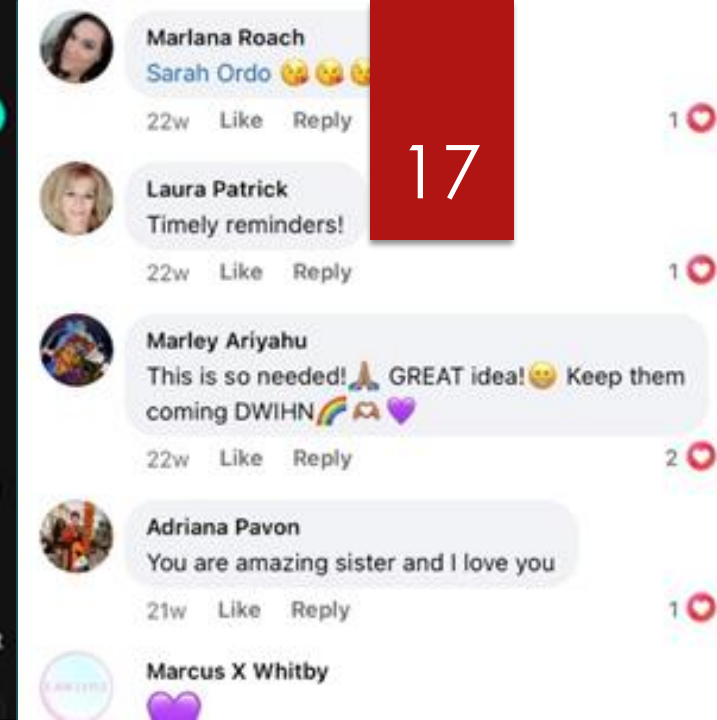 Marlana Roach
Sarah Ordo 😘😘😘
22w Like Reply
1
17
Laura Patrick
Timely reminders!
22w Like Reply
1
Marley Ariyahu
This is so needed!🙏🏽 GREAT idea!😀 Keep them
coming DWIHN🌈🫶🏽💜
22w Like Reply
2
Adriana Pavon
You are amazing sister and I love you
21w Like Reply
1
Marcus X Whitby
💜